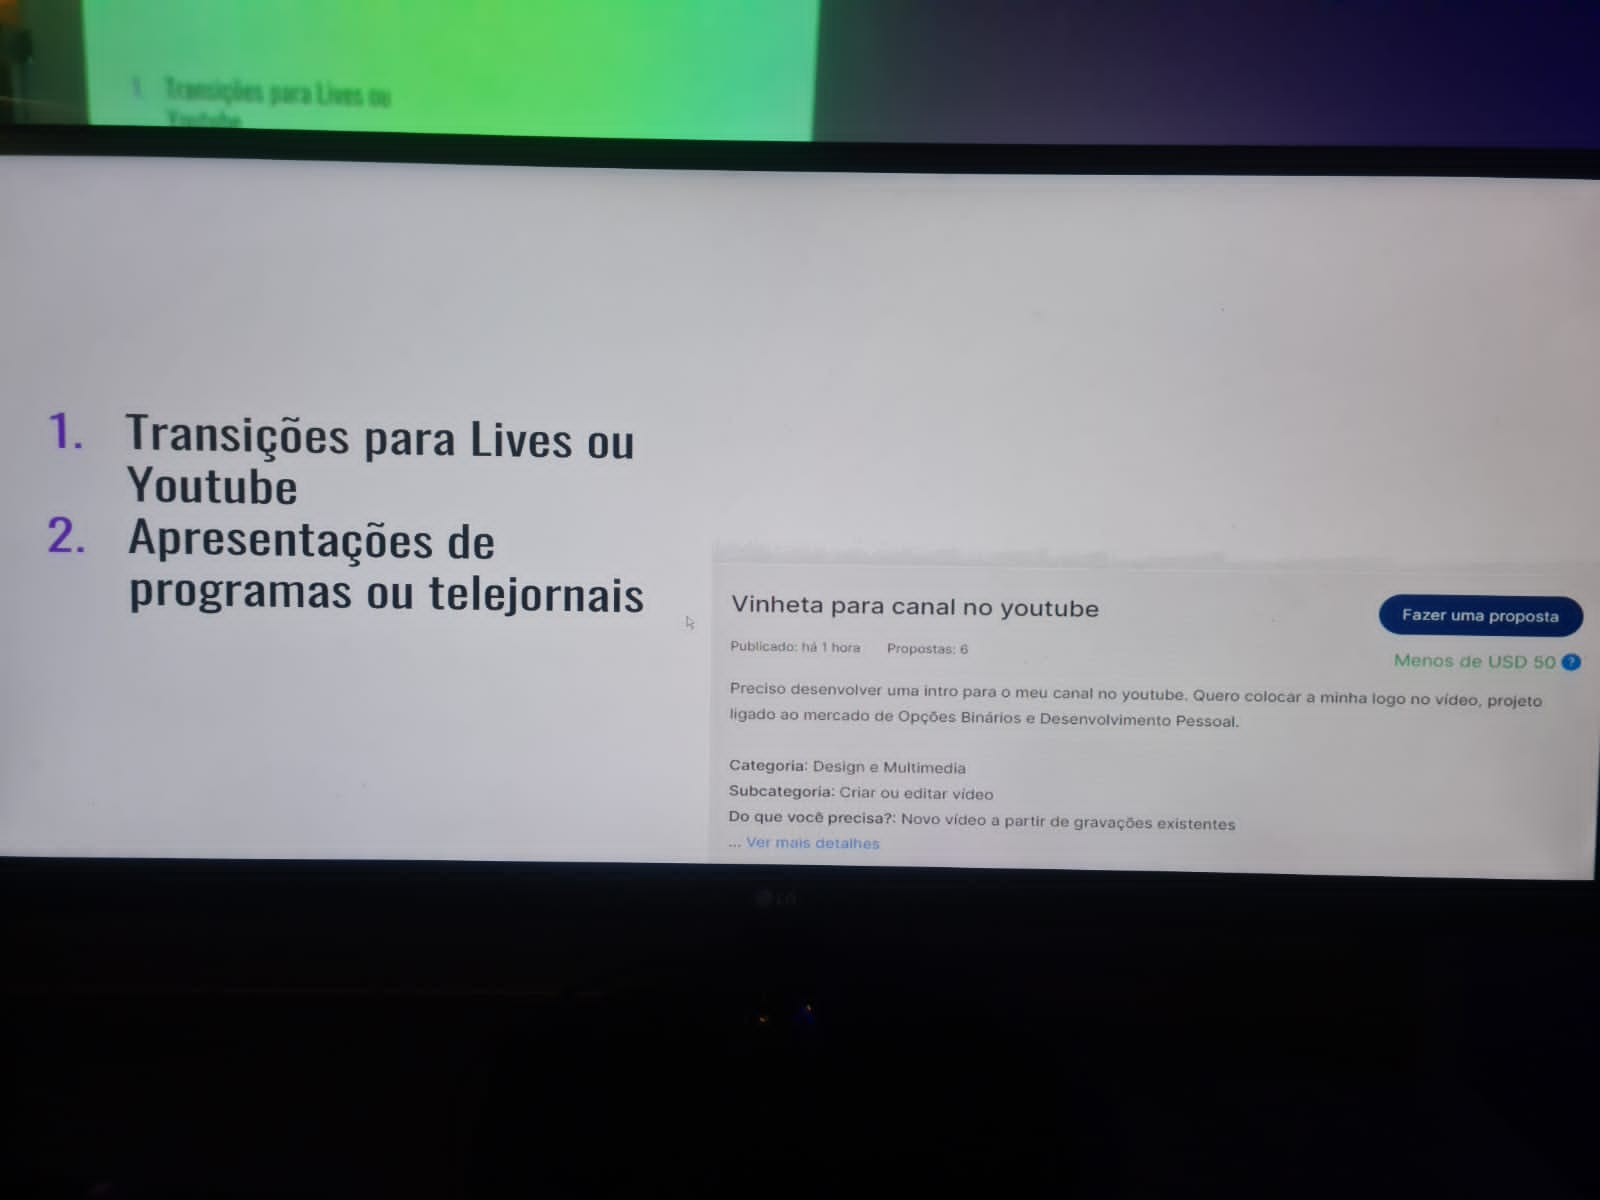 1. Transições para Lives ou
Youtube
1. Transições para Lives ou
Youtube
2. Apresentações de
programas ou telejornais
Vinheta para canal no youtube
Fazer uma proposta
Publicado: há 1 hora Propostas: 6
Menos de USD 50 ?
Preciso desenvolver uma intro para o meu canal no youtube. Quero colocar a minha logo no vídeo, projeto
ligado ao mercado de Opções Binários e Desenvolvimento Pessoal.
Categoria: Design e Multimedia
Subcategoria: Criar ou editar vídeo
Do que você precisa?: Novo vídeo a partir de gravações existentes
... Ver mais detalhes
LG